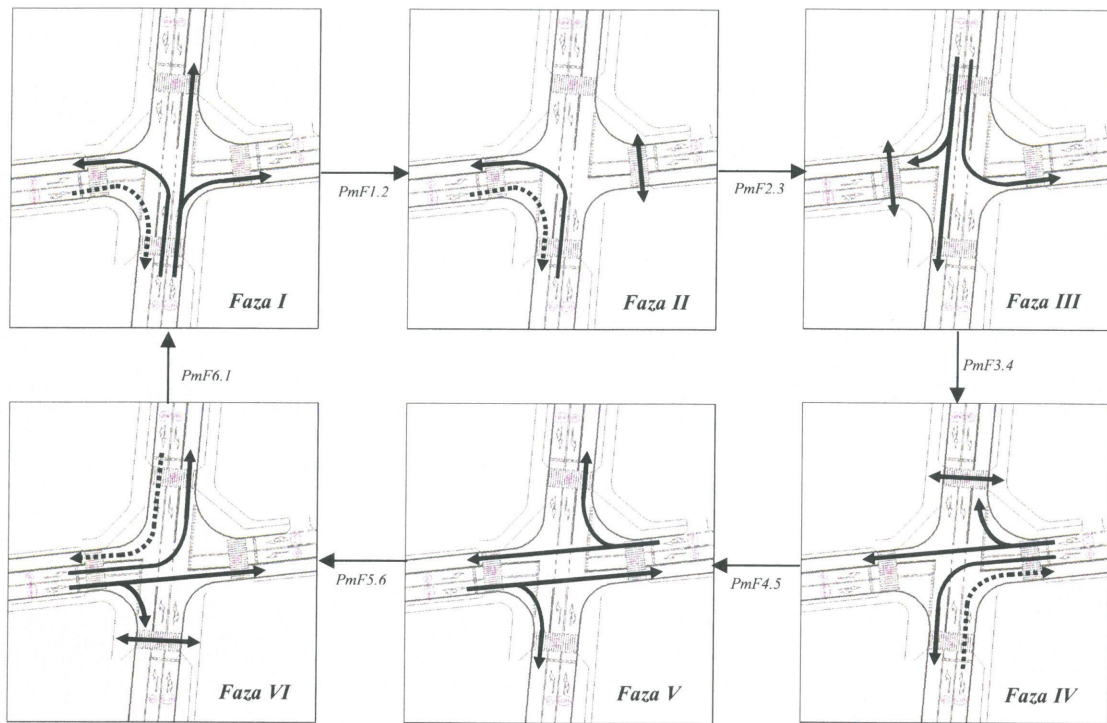 Faza I
PmF1.2
Faza II
PmF2.3
Faza III
PmF3.4
Faza IV
PmF4.5
Faza V
PmF5.6
Faza VI
PmF6.1